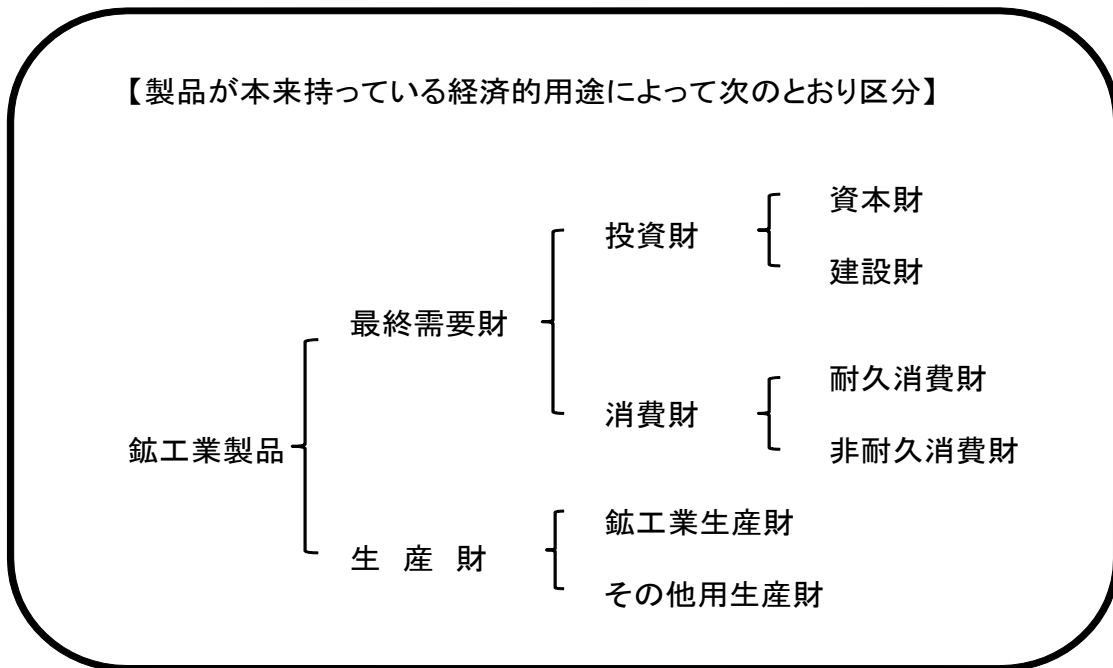 【製品が本来持っている経済的用途によって次のとおり区分】
資本財
投資財
建設財
最終需要財
耐久消費財
消費財
鉱工業製品
非耐久消費財
鉱工業生産財
生 産 財
その他用生産財